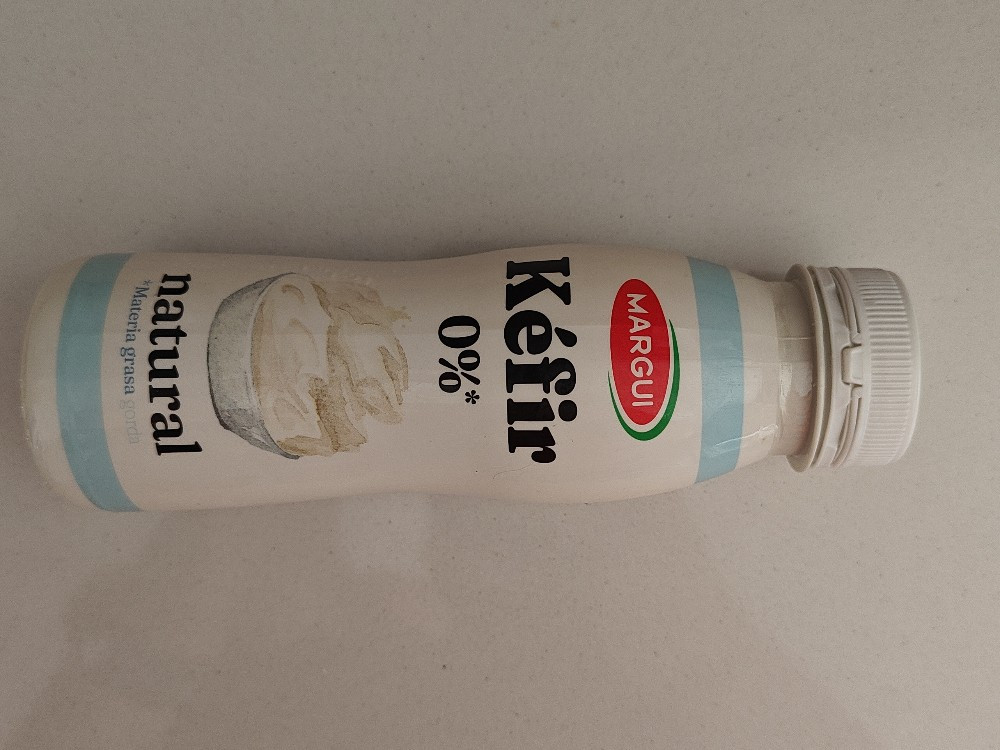 MARGUI
Kéfir
0%*
natural
*Materia grasa